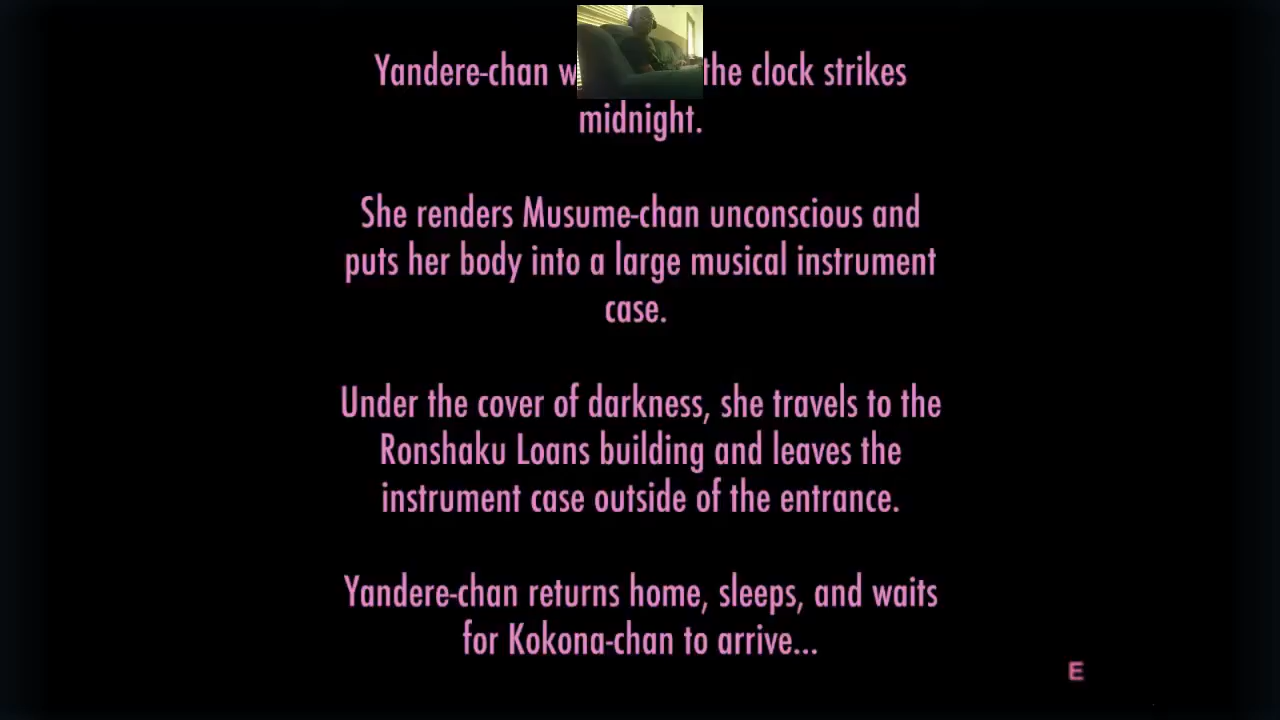 Yandere-chan the clock strikes
midnight.
She renders Musume-chan unconscious and
puts her body into a large musical instrument
case.
Under the cover of darkness, she travels to the
Ronshaku Loans building and leaves the
instrument case outside of the entrance.
Yandere-chan returns home, sleeps, and waits
for Kokona-chan to arrive...
E